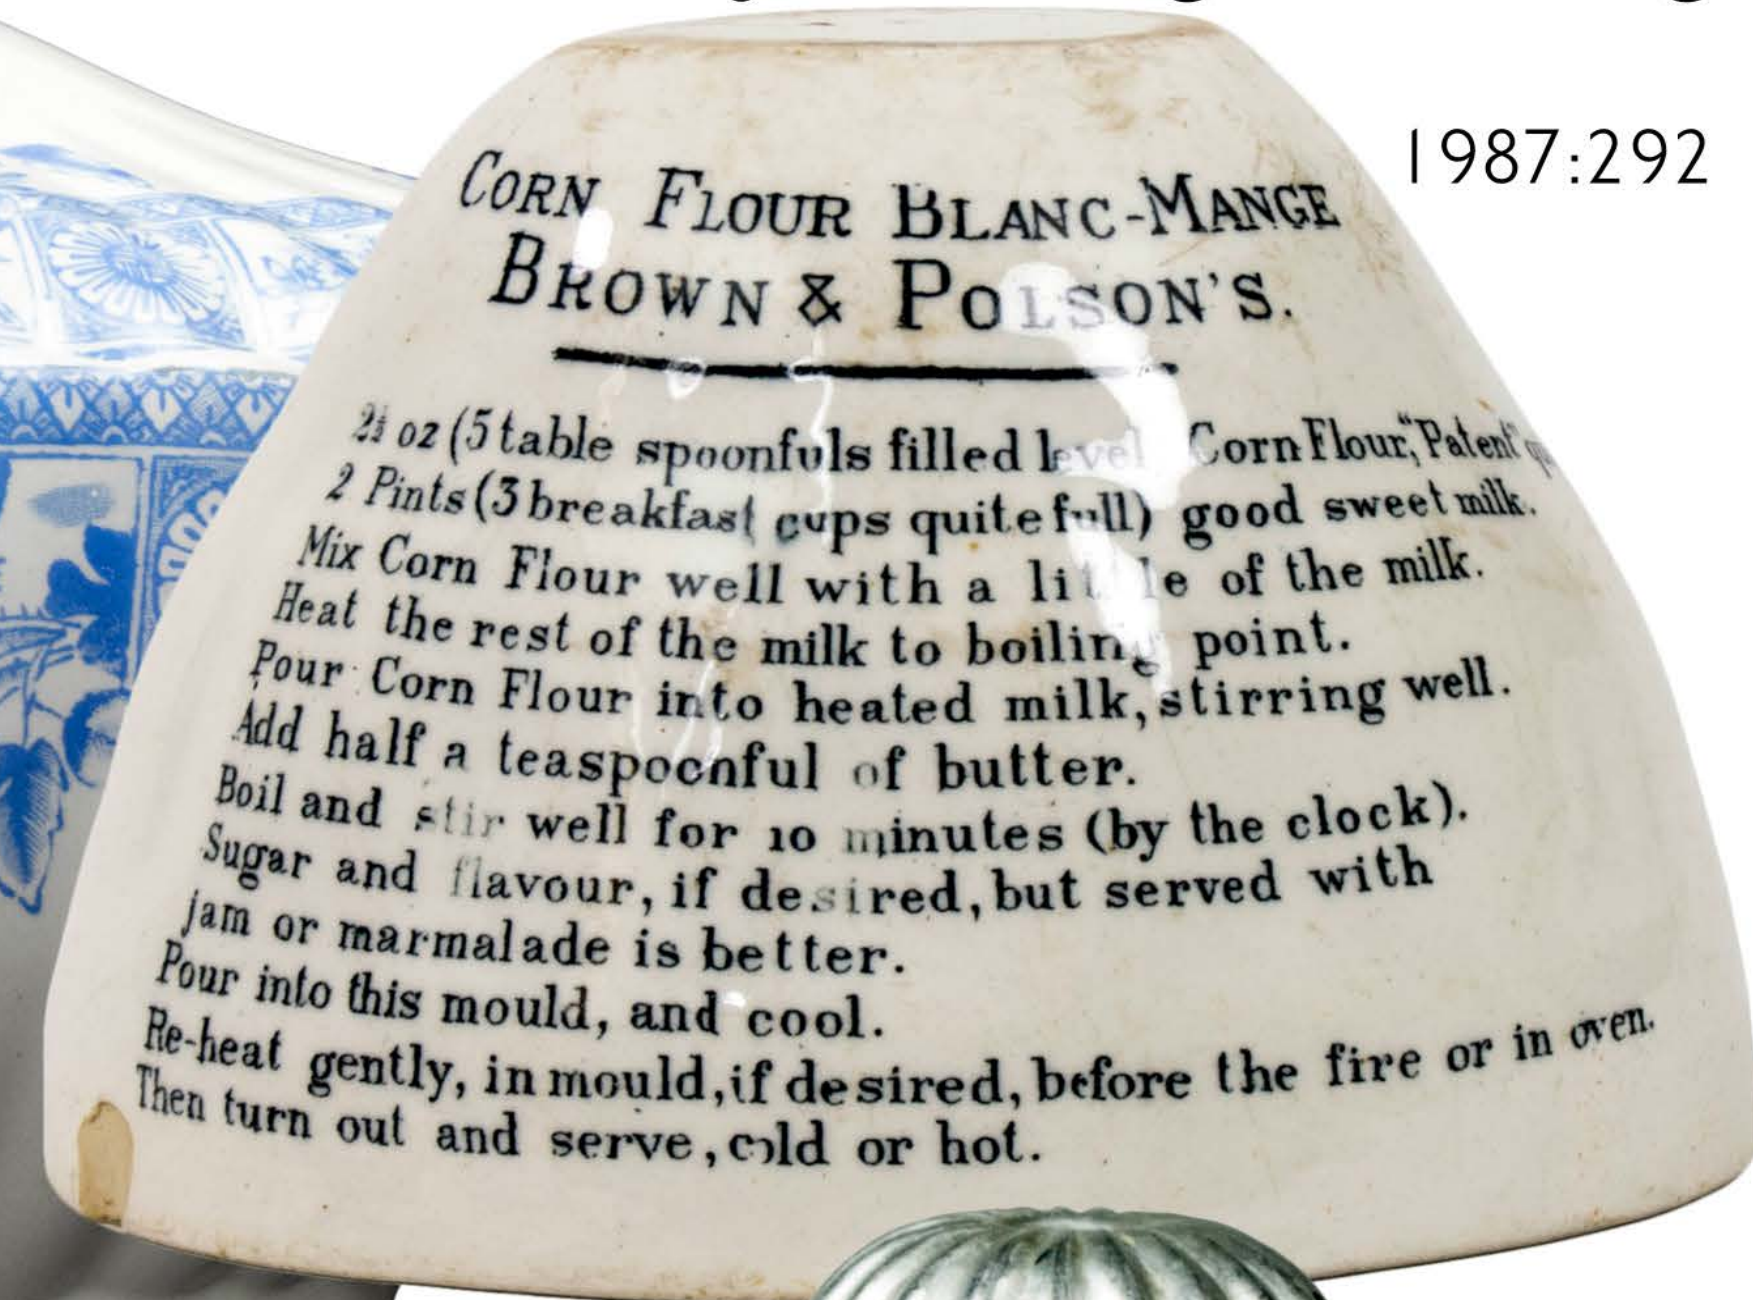 1987:292
CORN FLOUR BLANC-MANGE
BROWN & POLSON'S.
oz (5 table spoonfuls filled level Corn Flour, "Patent"
2 Pints (3 breakfast cups quite full) good sweet milk.
Mix Corn Flour well with a little of the milk.
Heat the rest of the milk to boiling point.
Pour Corn Flour into heated milk, stirring well.
Add half a teaspoonful of butter.
Boil and stir well for 10 minutes (by the clock).
Sugar and flavour, if desired, but served with
jam or marmalade is better.
Pour into this mould, and cool.
Re-heat gently, in mould, if desired, before the fire or in oven.
Then turn out and serve, cold or hot.